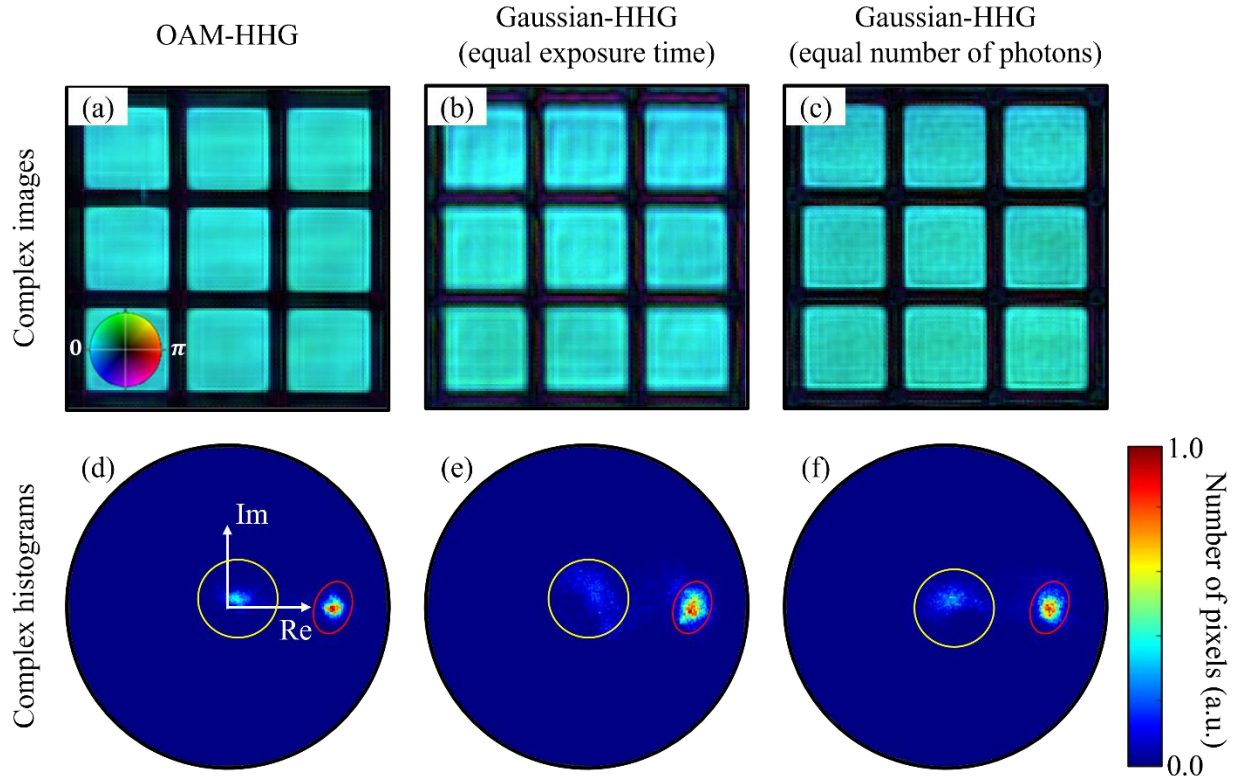 OAM-HHG
Gaussian-HHG
(equal exposure time)
Gaussian-HHG
(equal number of photons)
Complex images
(a)
(b)
(c)
0
π
Complex histograms
(d)
(e)
(f)
Im
Re
1.0
Number of pixels (a.u.)
0.0